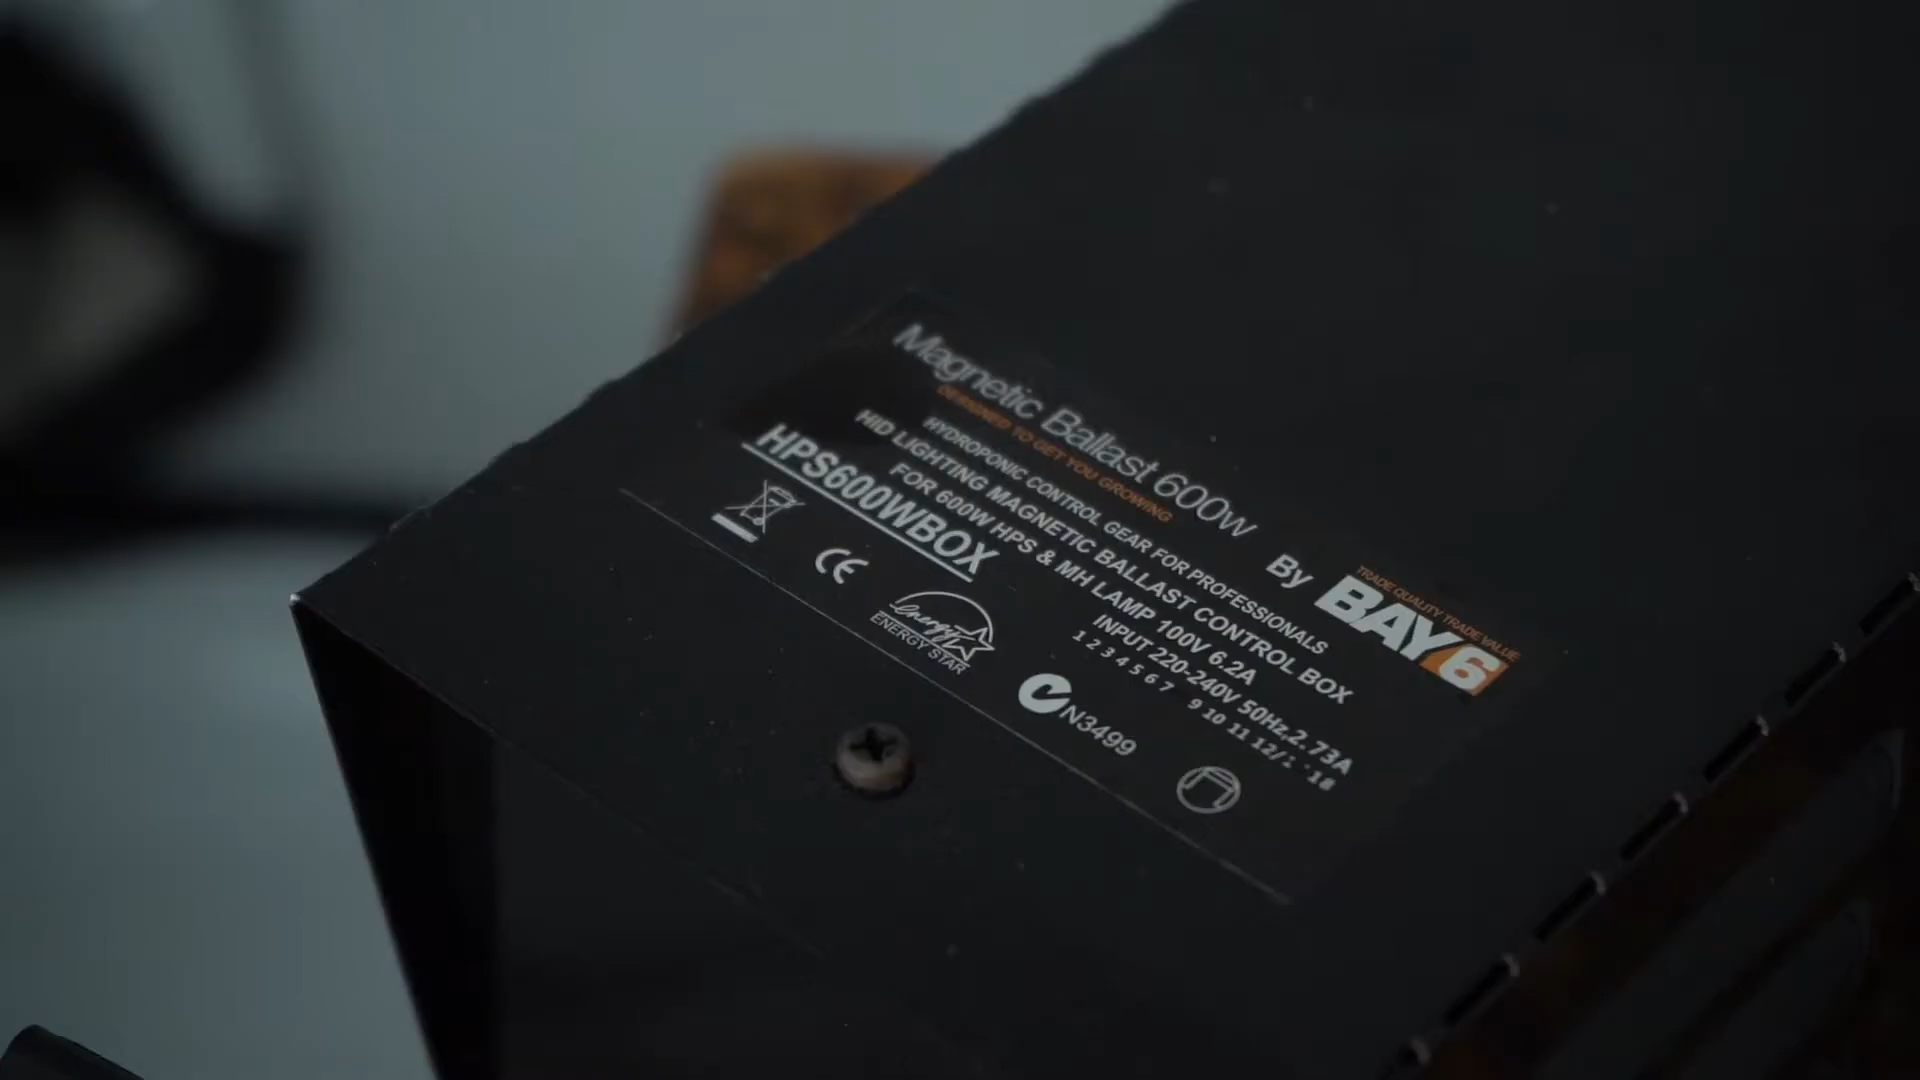 Magnetic Ballast 600w By
TRADE QUALITY TRADE VALUE
BAY6
DESIGNED TO GET YOU GROWING
HYDROPONIC CONTROL GEAR FOR PROFESSIONALS
HID LIGHTING MAGNETIC BALLAST CONTROL BOX
FOR 600W HPS & MH LAMP 100V 6.2A
INPUT 220-240V 50Hz,2.73A
1 2 3 4 5 6 7 9 10 11 12/
HPS600WBOX
CE
energy
ENERGY STAR
N3499